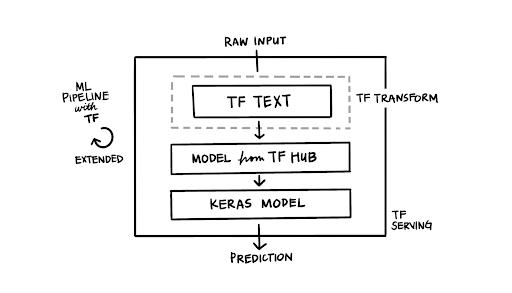 RAW INPUT
ML
PIPELINE
with
TF
EXTENDED
TF TEXT
TF TRANSFORM
MODEL from TF HUB
KERAS MODEL
TF
SERVING
PREDICTION